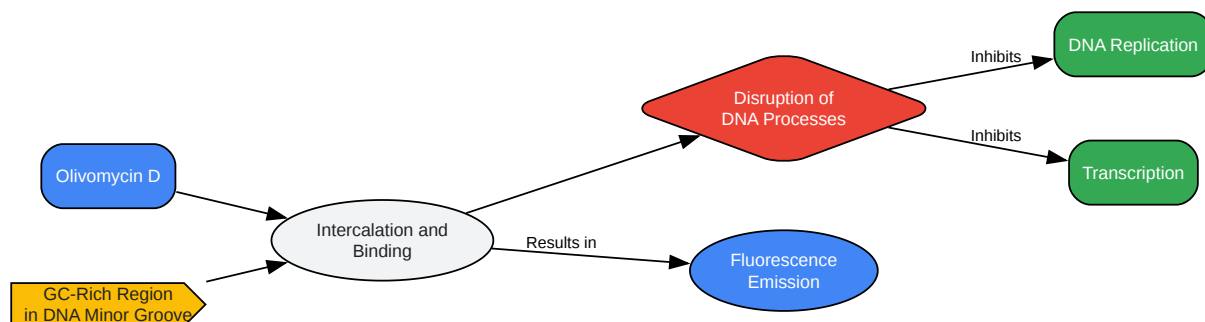 Olivomycin D
GC-Rich Region
in DNA Minor Groove
Intercalation and
Binding
Results in
Disruption of
DNA Processes
Fluorescence
Emission
Inhibits
Inhibits
DNA Replication
Transcription